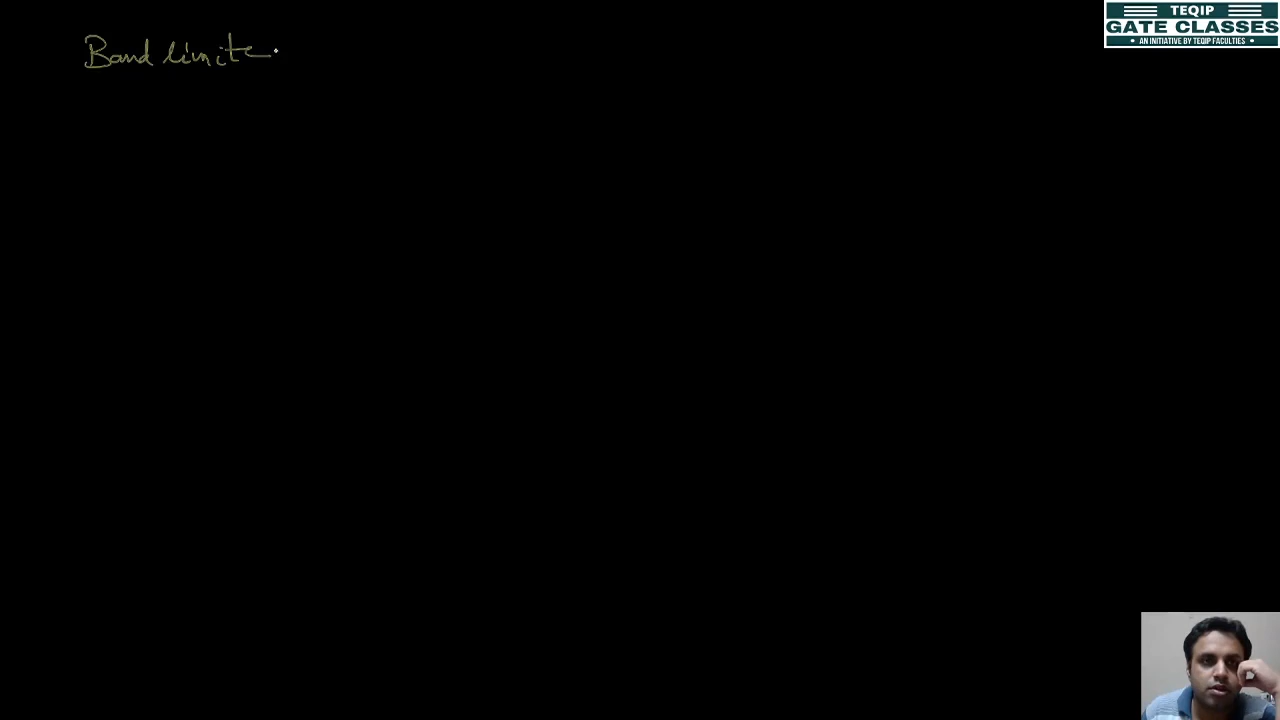 Band limite
TEQIP
GATE CLASSES
• AN INITIATIVE BY TEQIP FACULTIES •